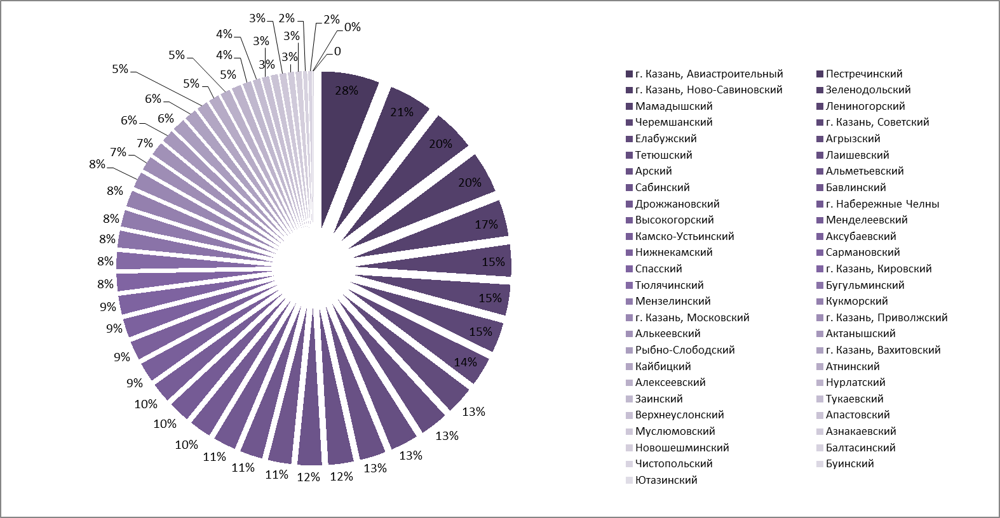 28%
21%
20%
20%
17%
15%
15%
15%
14%
13%
13%
13%
13%
12%
12%
11%
11%
11%
10%
10%
10%
9%
9%
9%
9%
8%
8%
8%
8%
8%
8%
7%
7%
6%
6%
6%
5%
5%
5%
5%
4%
4%
3%
3%
3%
3%
3%
2%
2%
0%
0
г. Казань, Авиастроительный Пестречинский
г. Казань, Ново-Савиновский Зеленодольский
Мамадышский Лениногорский
Черемшанский г. Казань, Советский
Елабужский Агрызский
Тетюшский Лаишевский
Арский Альметьевский
Сабинский Бавлинский
Дрожжановский г. Набережные Челны
Высокогорский Менделеевский
Камско-Устьинский Аксубаевский
Нижнекамский Сармановский
Спасский г. Казань, Кировский
Тюлячинский Бугульминский
Мензелинский Кукморский
г. Казань, Московский г. Казань, Приволжский
Алькеевский Актанышский
Рыбно-Слободский г. Казань, Вахитовский
Кайбицкий Атнинский
Алексеевский Нурлатский
Заинский Тукаевский
Верхнеуслонский Апастовский
Муслюмовский Азнакаевский
Новошешминский Балтасинский
Чистопольский Буинский
Ютазинский